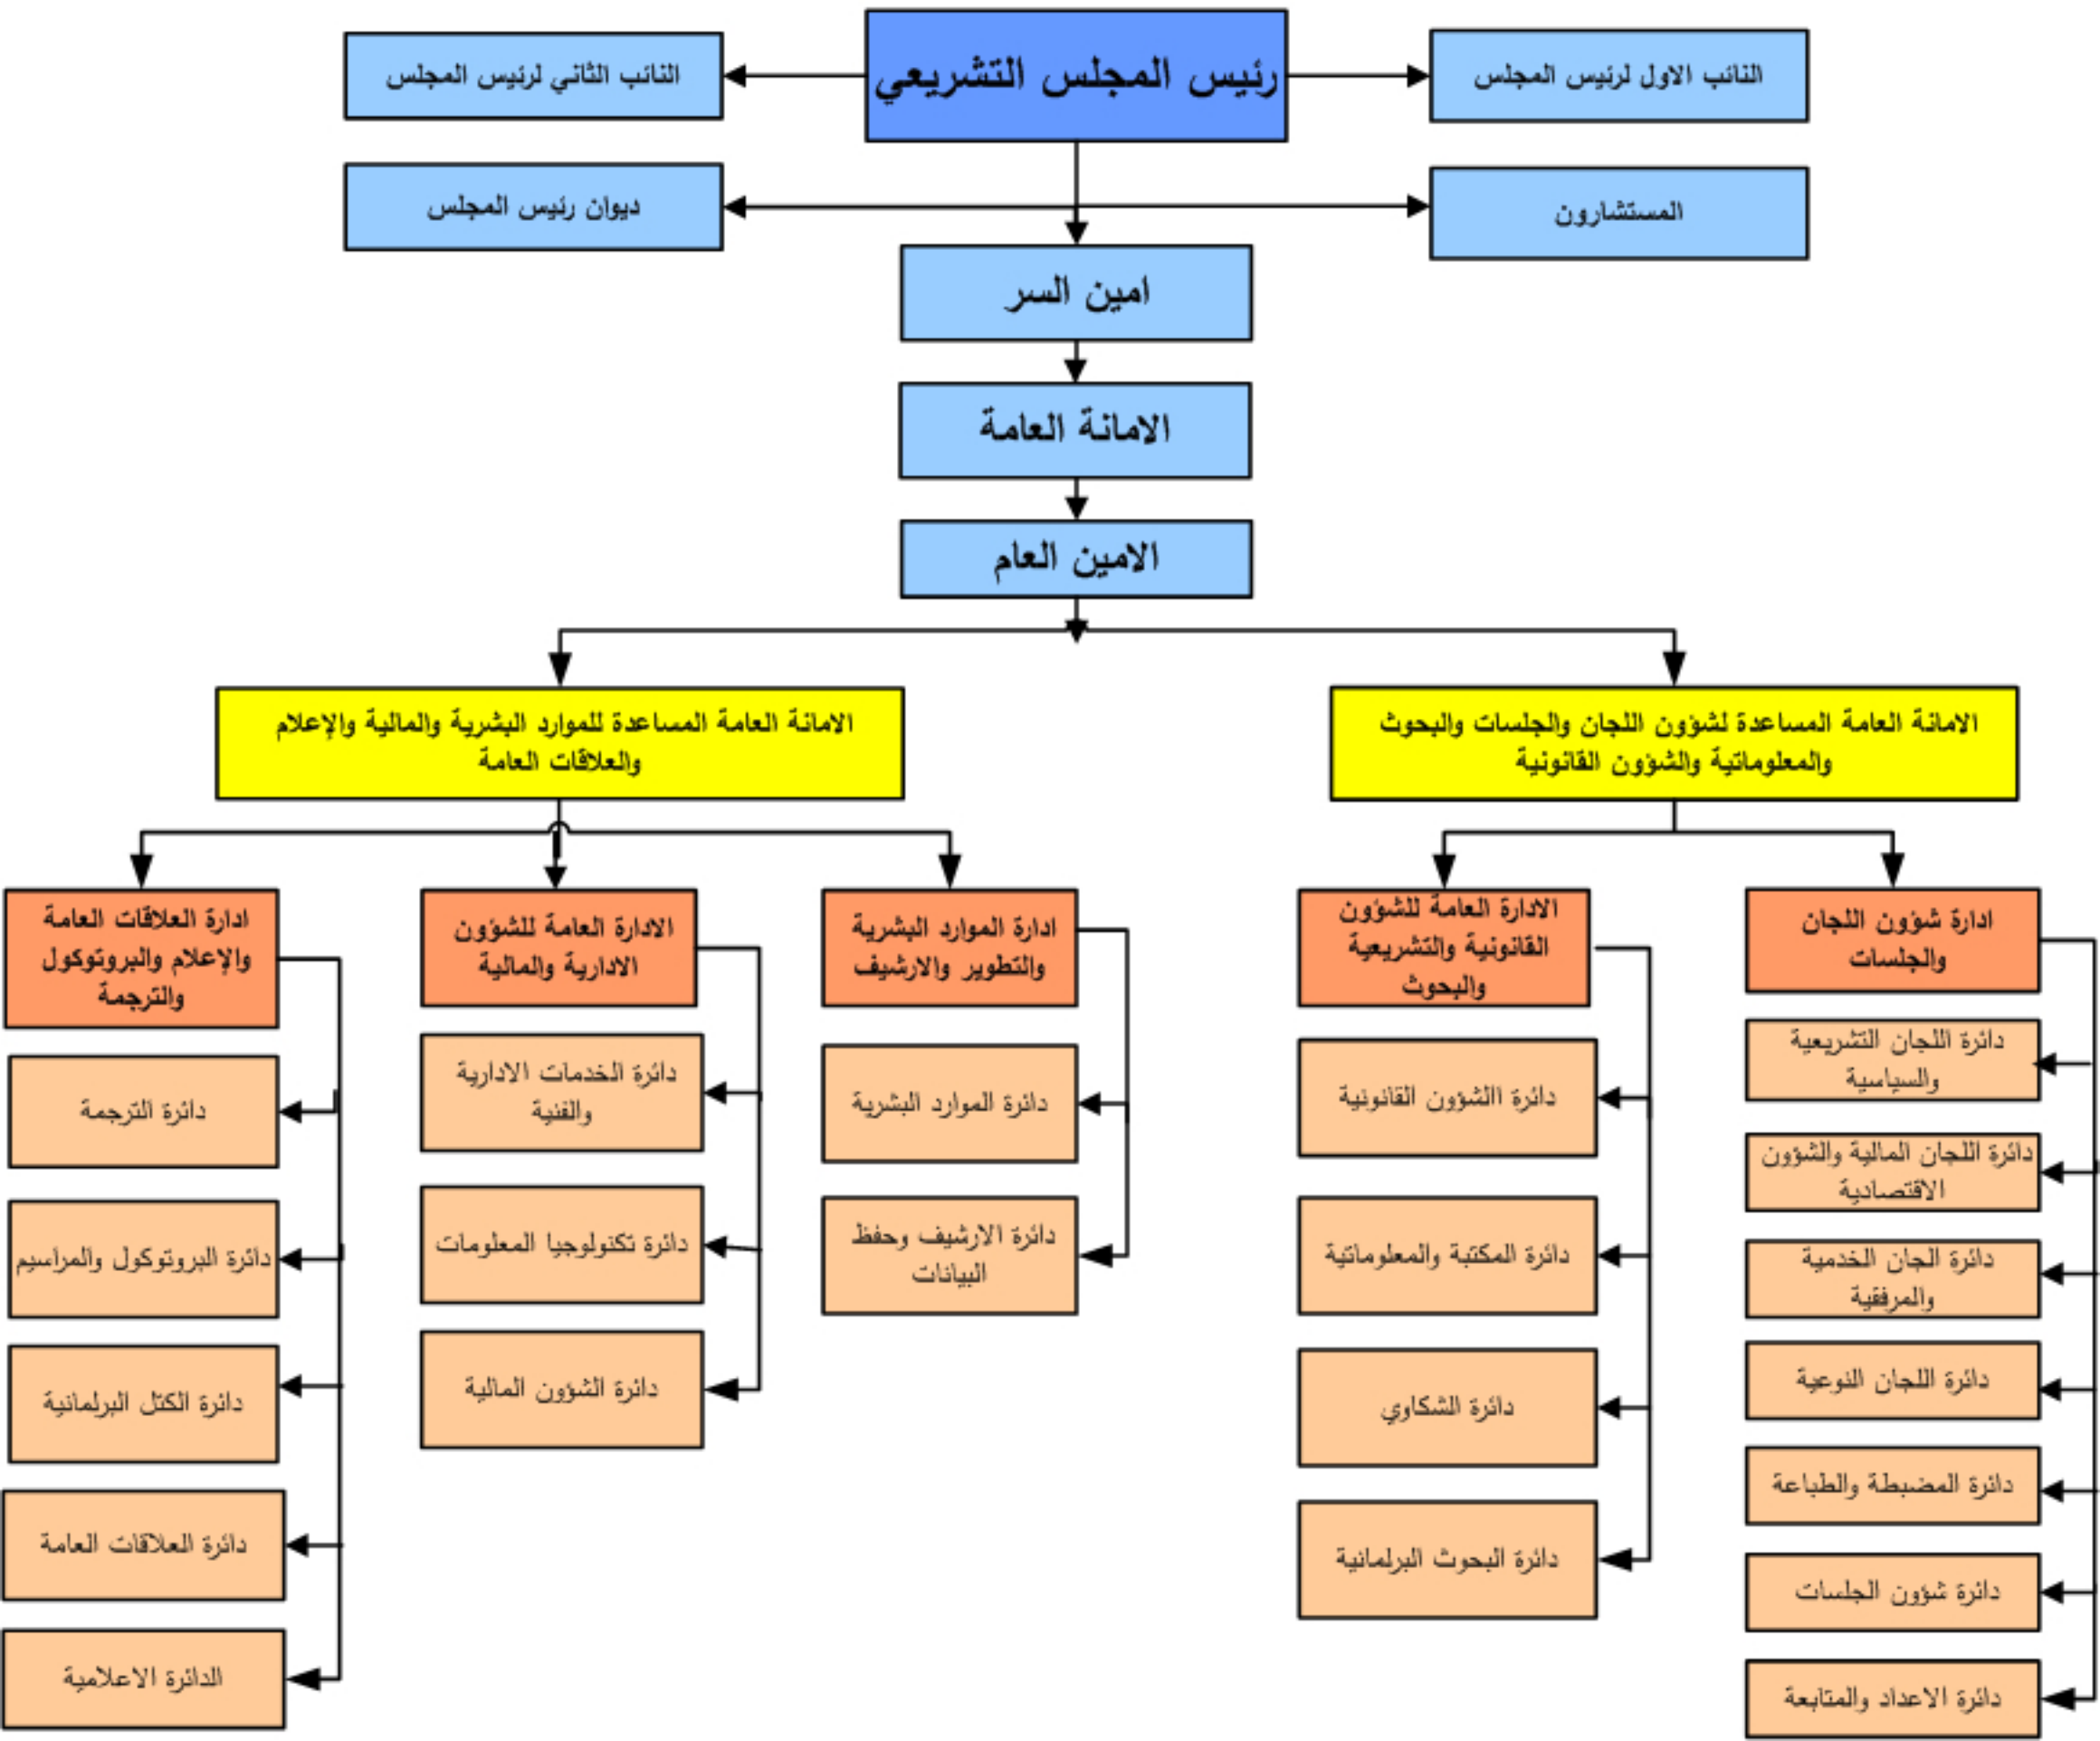 رئيس المجلس التشريعي
النائب الاول لرئيس المجلس
النائب الثاني لرئيس المجلس
المستشارون
ديوان رئيس المجلس
امين السر
الامانة العامة
الامين العام
الامانة العامة المساعدة لشؤون اللجان والجلسات والبحوث
والمعلوماتية والشؤون القانونية
الامانة العامة المساعدة للموارد البشرية والمالية والإعلام
والعلاقات العامة
ادارة شؤون اللجان
والجلسات
دائرة اللجان التشريعية
والسياسية
دائرة اللجان المالية والشؤون
الاقتصادية
دائرة الجان الخدمية
والمرفقية
دائرة اللجان النوعية
دائرة المضبطة والطباعة
دائرة شؤون الجلسات
دائرة الاعداد والمتابعة
الادارة العامة للشؤون
القانونية والتشريعية
والبحوث
دائرة االشؤون القانونية
دائرة المكتبة والمعلوماتية
دائرة الشكاوي
دائرة البحوث البرلمانية
ادارة الموارد البشرية
والتطوير والارشيف
دائرة الموارد البشرية
دائرة الارشيف وحفظ
البيانات
الادارة العامة للشؤون
الادارية والمالية
دائرة الخدمات الادارية
والفنية
دائرة تكنولوجيا المعلومات
دائرة الشؤون المالية
ادارة العلاقات العامة
والإعلام والبروتوكول
والترجمة
دائرة الترجمة
دائرة البروتوكول والمراسيم
دائرة الكتل البرلمانية
دائرة العلاقات العامة
الدائرة الاعلامية